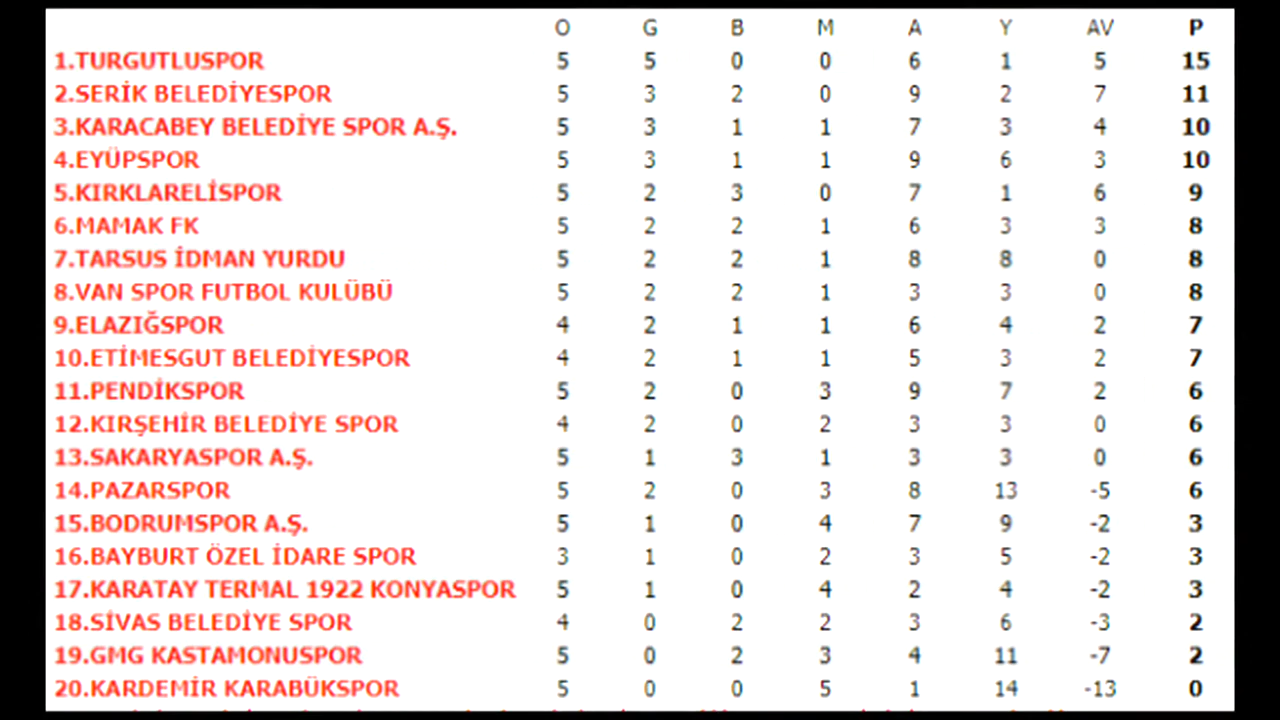 O G B M A Y AV P
1.TURGUTLUSPOR 5 5 0 0 6 1 5 15
2.SERİK BELEDİYESPOR 5 3 2 0 9 2 7 11
3.KARACABEY BELEDİYE SPOR A.Ş. 5 3 1 1 7 3 4 10
4.EYÜPSPOR 5 3 1 1 9 6 3 10
5.KIRKLARELİSPOR 5 2 3 0 7 1 6 9
6.MAMAK FK 5 2 2 1 6 3 3 8
7.TARSUS İDMAN YURDU 5 2 2 1 8 8 0 8
8.VAN SPOR FUTBOL KULÜBÜ 5 2 2 1 3 3 0 8
9.ELAZIĞSPOR 4 2 1 1 6 4 2 7
10.ETİMESGUT BELEDİYESPOR 4 2 1 1 5 3 2 7
11.PENDİKSPOR 5 2 0 3 9 7 2 6
12.KIRŞEHİR BELEDİYE SPOR 4 2 0 2 3 3 0 6
13.SAKARYASPOR A.Ş. 5 1 3 1 3 3 0 6
14.PAZARSPOR 5 2 0 3 8 13 -5 6
15.BODRUMSPOR A.Ş. 5 1 0 4 7 9 -2 3
16.BAYBURT ÖZEL İDARE SPOR 3 1 0 2 3 5 -2 3
17.KARATAY TERMAL 1922 KONYASPOR 5 1 0 4 2 4 -2 3
18.SİVAS BELEDİYE SPOR 4 0 2 2 3 6 -3 2
19.GMG KASTAMONUSPOR 5 0 2 3 4 11 -7 2
20.KARDEMİR KARABÜKSPOR 5 0 0 5 1 14 -13 0